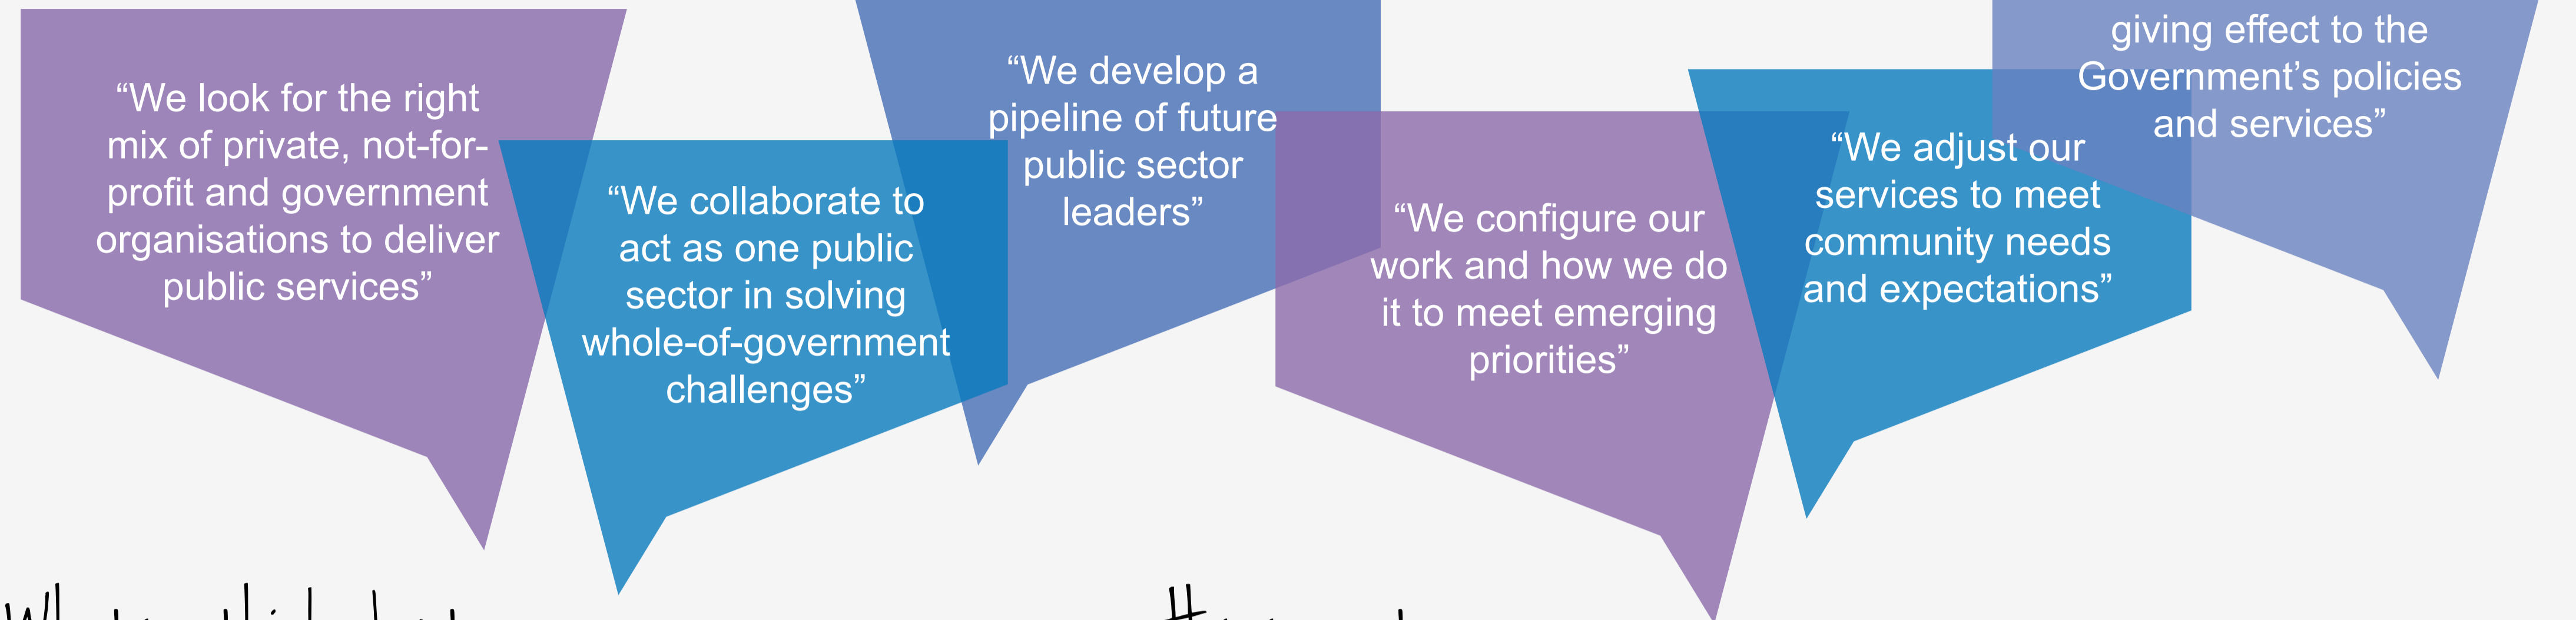 “We look for the right
mix of private, not-for-
profit and government
organisations to deliver
public services”
“We collaborate to
act as one public
sector in solving
whole-of-government
challenges”
“We develop a
pipeline of future
public sector
leaders”
“We configure our
work and how we do
it to meet emerging
priorities”
“We adjust our
services to meet
community needs
and expectations”
giving effect to the
Government’s policies
and services”